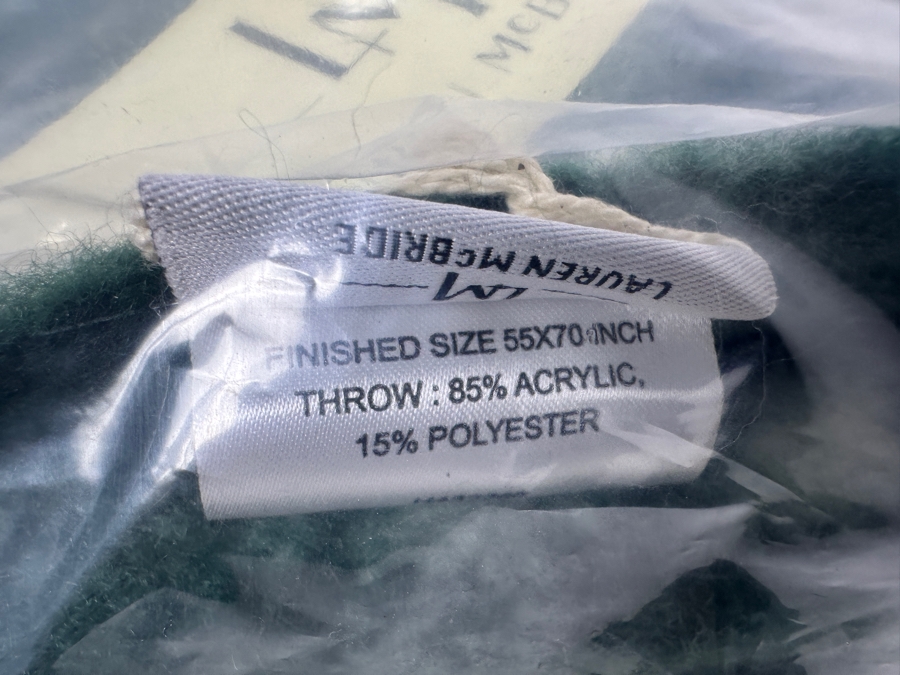 LAUREN McBRIDE
LM
FINISHED SIZE 55X70 INCH
THROW : 85% ACRYLIC,
15% POLYESTER